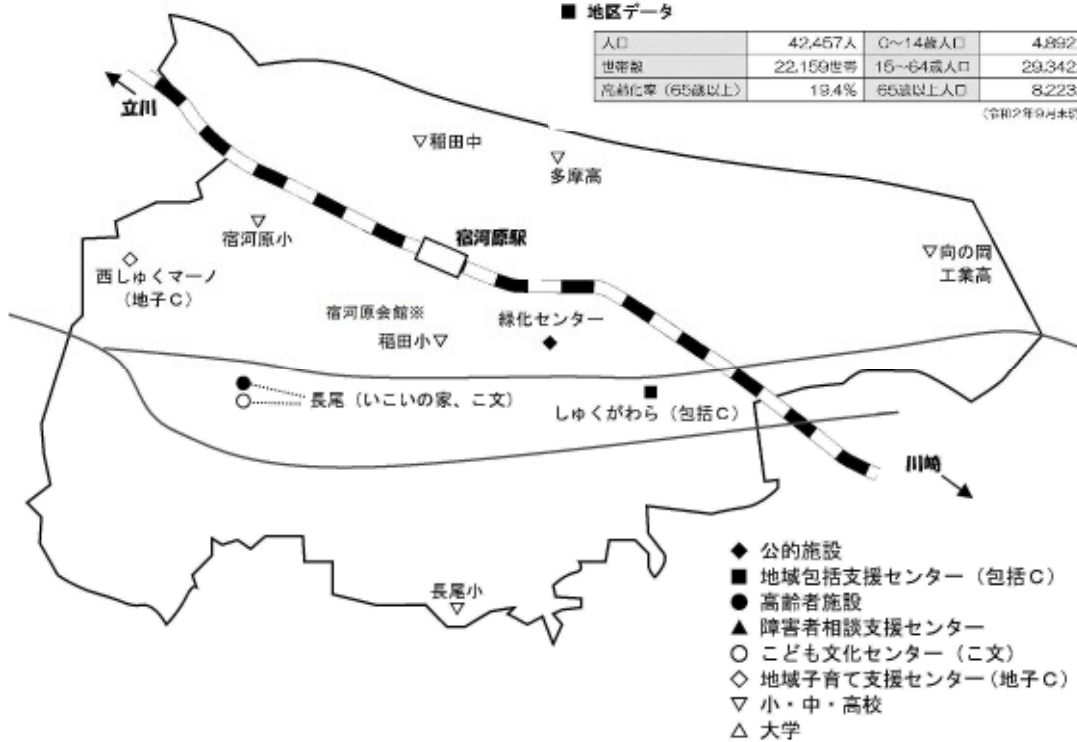 ■ 地区データ
人口 42,457人 0～14歳人口 4,892
世帯数 22,159世帯 15～64歳人口 29,342
高齢化率（65歳以上） 19.4% 65歳以上人口 8,223
（令和2年9月末
立川
▽稲田中
▽
多摩高
▽
宿河原小
宿河原駅
▽向の岡
工業高
◇
西しゅくマーノ
（地子C）
宿河原会館※
稲田小▽
緑化センター
◆
長尾（いこいの家、こ文）
■
しゅくがわら（包括C）
川崎
長尾小
▽
◆ 公的施設
■ 地域包括支援センター（包括C）
● 高齢者施設
▲ 障害者相談支援センター
○ こども文化センター（こ文）
◇ 地域子育て支援センター（地子C）
▽ 小・中・高校
△ 大学